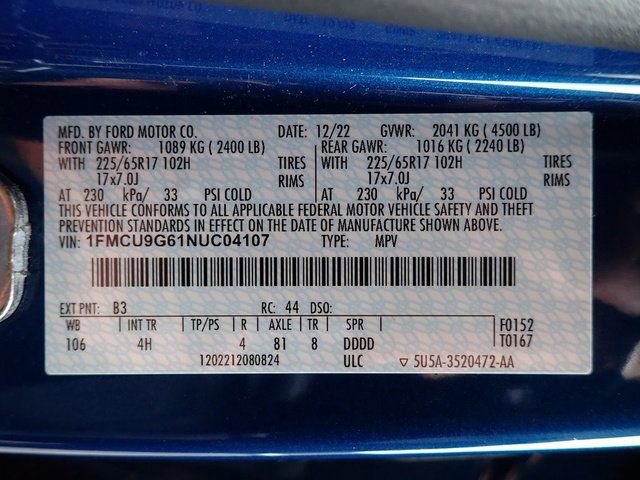 MFD. BY FORD MOTOR CO. DATE: 12/22 GVWR: 2041 KG ( 4500 LB)
FRONT GAWR: 1089 KG ( 2400 LB) REAR GAWR: 1016 KG ( 2240 LB)
WITH 225/65R17 102H TIRES WITH 225/65R17 102H TIRES
17x7.0J RIMS 17x7.0J RIMS
AT 230 kPa/ 33 PSI COLD AT 230 kPa/ 33 PSI COLD
THIS VEHICLE CONFORMS TO ALL APPLICABLE FEDERAL MOTOR VEHICLE SAFETY AND THEFT
PREVENTION STANDARDS IN EFFECT ON THE DATE OF MANUFACTURE SHOWN ABOVE.
VIN: 1FMCU9G61NUC04107 TYPE: MPV
EXT PNT: B3 RC: 44 DSO:
WB INT TR TP/PS R AXLE TR SPR F0152
106 4H 4 81 8 DDDD T0167
1202212080824 ULC ▽ 5U5A-3520472-AA